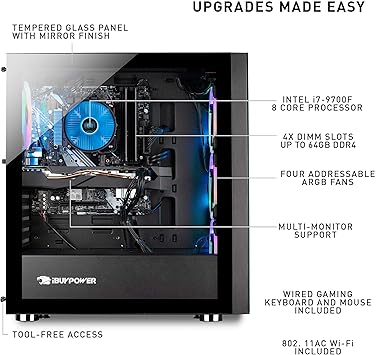 UPGRADES MADE EASY
TEMPERED GLASS PANEL
WITH MIRROR FINISH
INTEL i7-9700F
8 CORE PROCESSOR
4X DIMM SLOTS
UP TO 64GB DDR4
FOUR ADDRESSABLE
ARGB FANS
MULTI-MONITOR
SUPPORT
iBUYPOWER
WIRED GAMING
KEYBOARD AND MOUSE
INCLUDED
TOOL-FREE ACCESS
802. 11AC Wi-Fi
INCLUDED